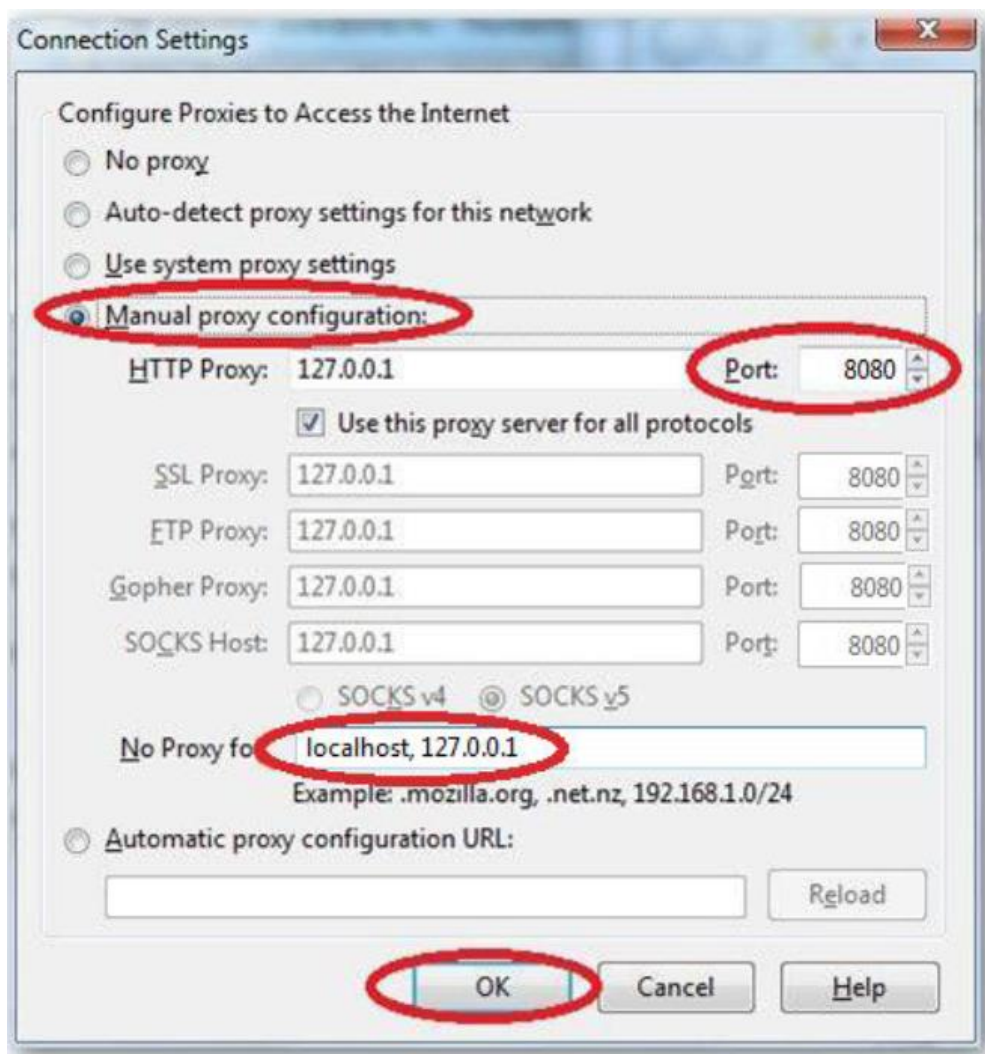 Connection Settings
Configure Proxies to Access the Internet
No proxy
Auto-detect proxy settings for this network
Use system proxy settings
Manual proxy configuration:
HTTP Proxy: 127.0.0.1 Port: 8080
Use this proxy server for all protocols
SSL Proxy: 127.0.0.1 Port: 8080
FTP Proxy: 127.0.0.1 Port: 8080
Gopher Proxy: 127.0.0.1 Port: 8080
SOCKS Host: 127.0.0.1 Port: 8080
SOCKS v4 SOCKS v5
No Proxy fo localhost, 127.0.0.1
Example: .mozilla.org, .net.nz, 192.168.1.0/24
Automatic proxy configuration URL:
Reload
OK Cancel Help